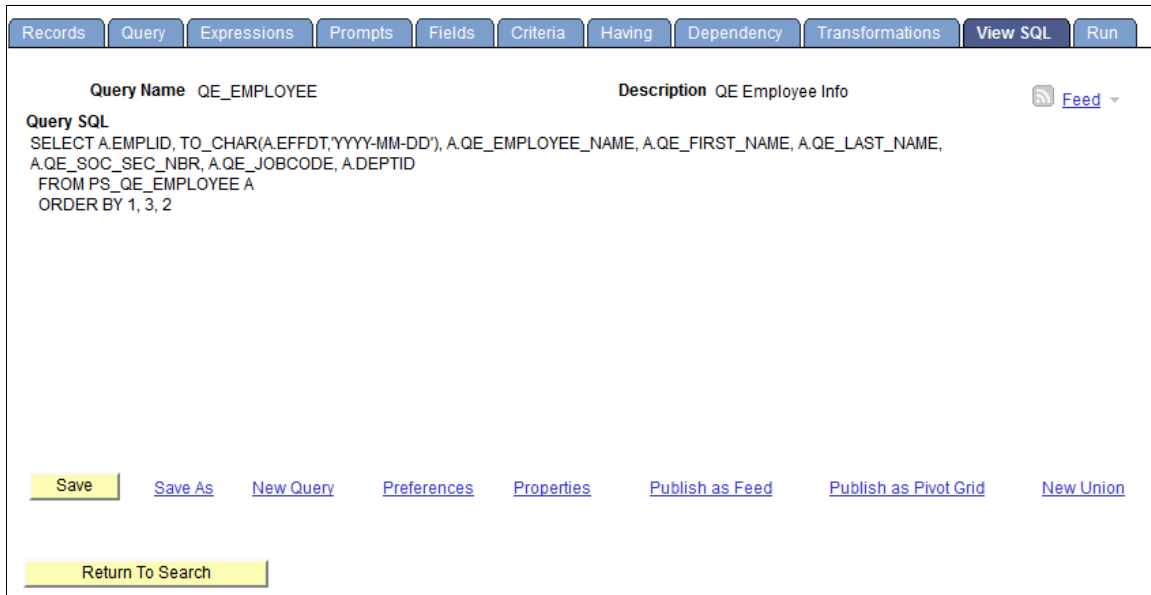 Records Query Expressions Prompts Fields Criteria Having Dependency Transformations View SQL Run
Query Name QE_EMPLOYEE Description QE Employee Info Feed
Query SQL
SELECT A.EMPLID, TO_CHAR(A.EFFDT,'YYYY-MM-DD'), A.QE_EMPLOYEE_NAME, A.QE_FIRST_NAME, A.QE_LAST_NAME,
A.QE_SOC_SEC_NBR, A.QE_JOBCODE, A.DEPTID
FROM PS_QE_EMPLOYEE A
ORDER BY 1, 3, 2
Save Save As New Query Preferences Properties Publish as Feed Publish as Pivot Grid New Union
Return To Search